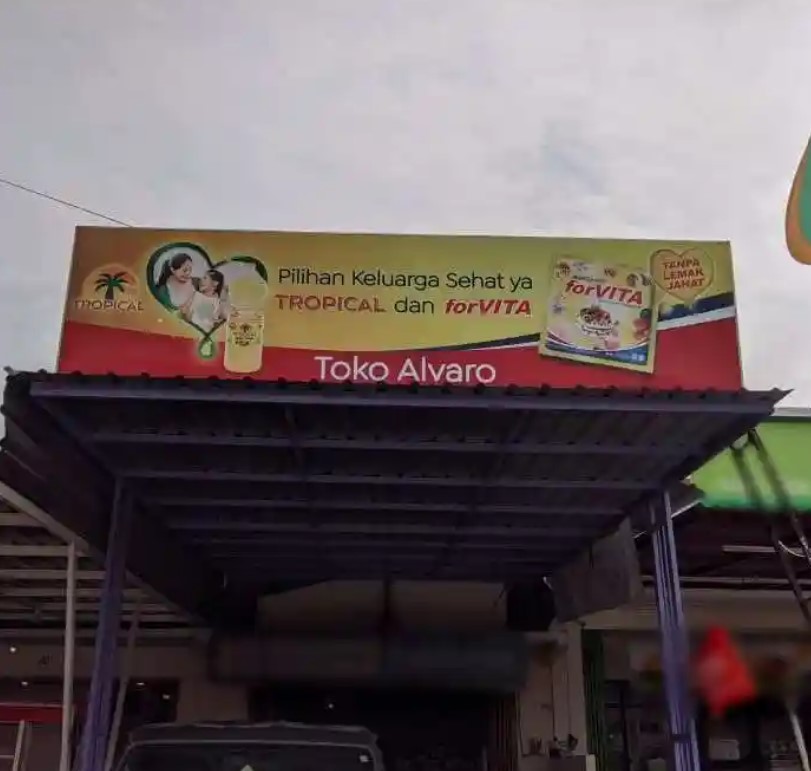 TROPICAL
Pilihan Keluarga Sehat ya
TROPICAL dan forVITA
forVITA
TANPA
LEMAK
JAHAT
Toko Alvaro